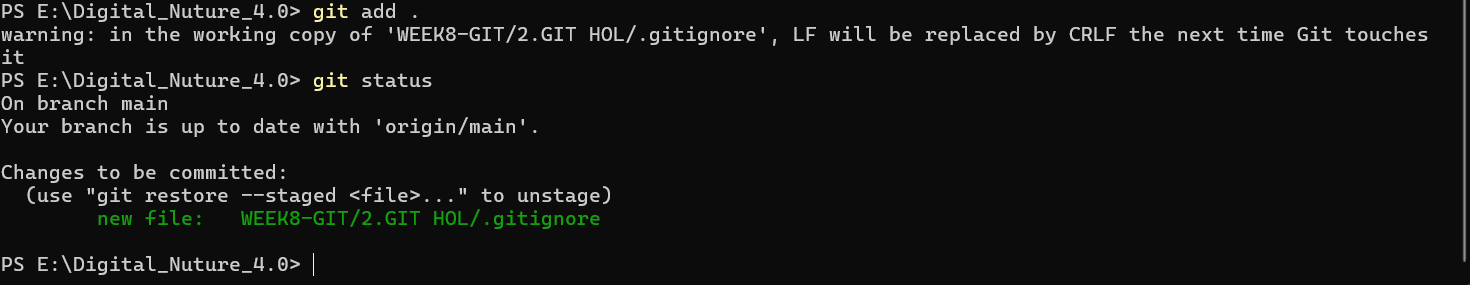 PS E:\Digital_Nuture_4.0> git add .
warning: in the working copy of 'WEEK8-GIT/2.GIT HOL/.gitignore', LF will be replaced by CRLF the next time Git touches
it
PS E:\Digital_Nuture_4.0> git status
On branch main
Your branch is up to date with 'origin/main'.
Changes to be committed:
  (use "git restore --staged <file>..." to unstage)
        new file:   WEEK8-GIT/2.GIT HOL/.gitignore
PS E:\Digital_Nuture_4.0>